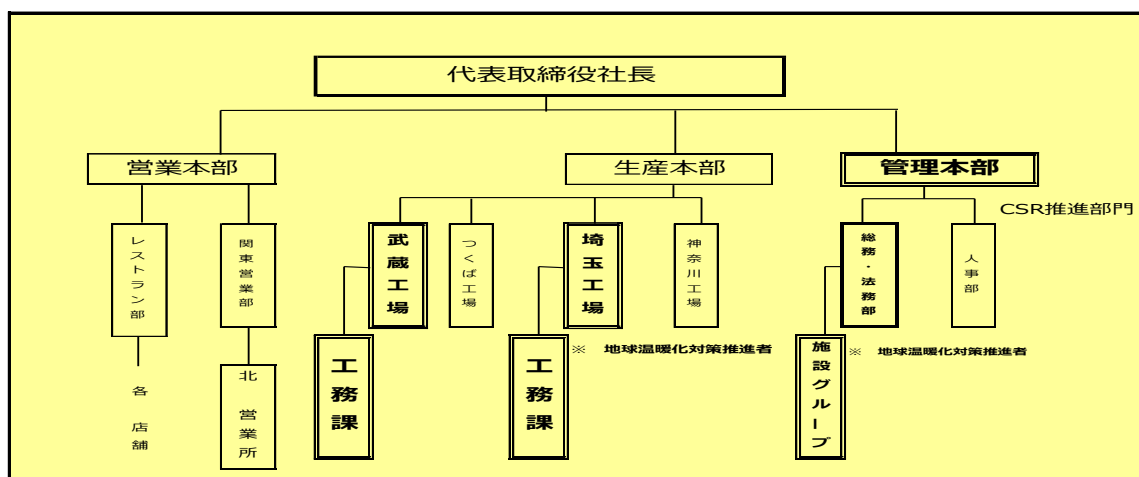 代表取締役社長
営業本部
生産本部
管理本部
CSR推進部門
レストラン部
関東営業部
武蔵工場
つくば工場
埼玉工場
神奈川工場
総務・法務部
人事部
各店舗
北営業所
工務課
工務課
※ 地球温暖化対策推進者
施設グループ
※ 地球温暖化対策推進者